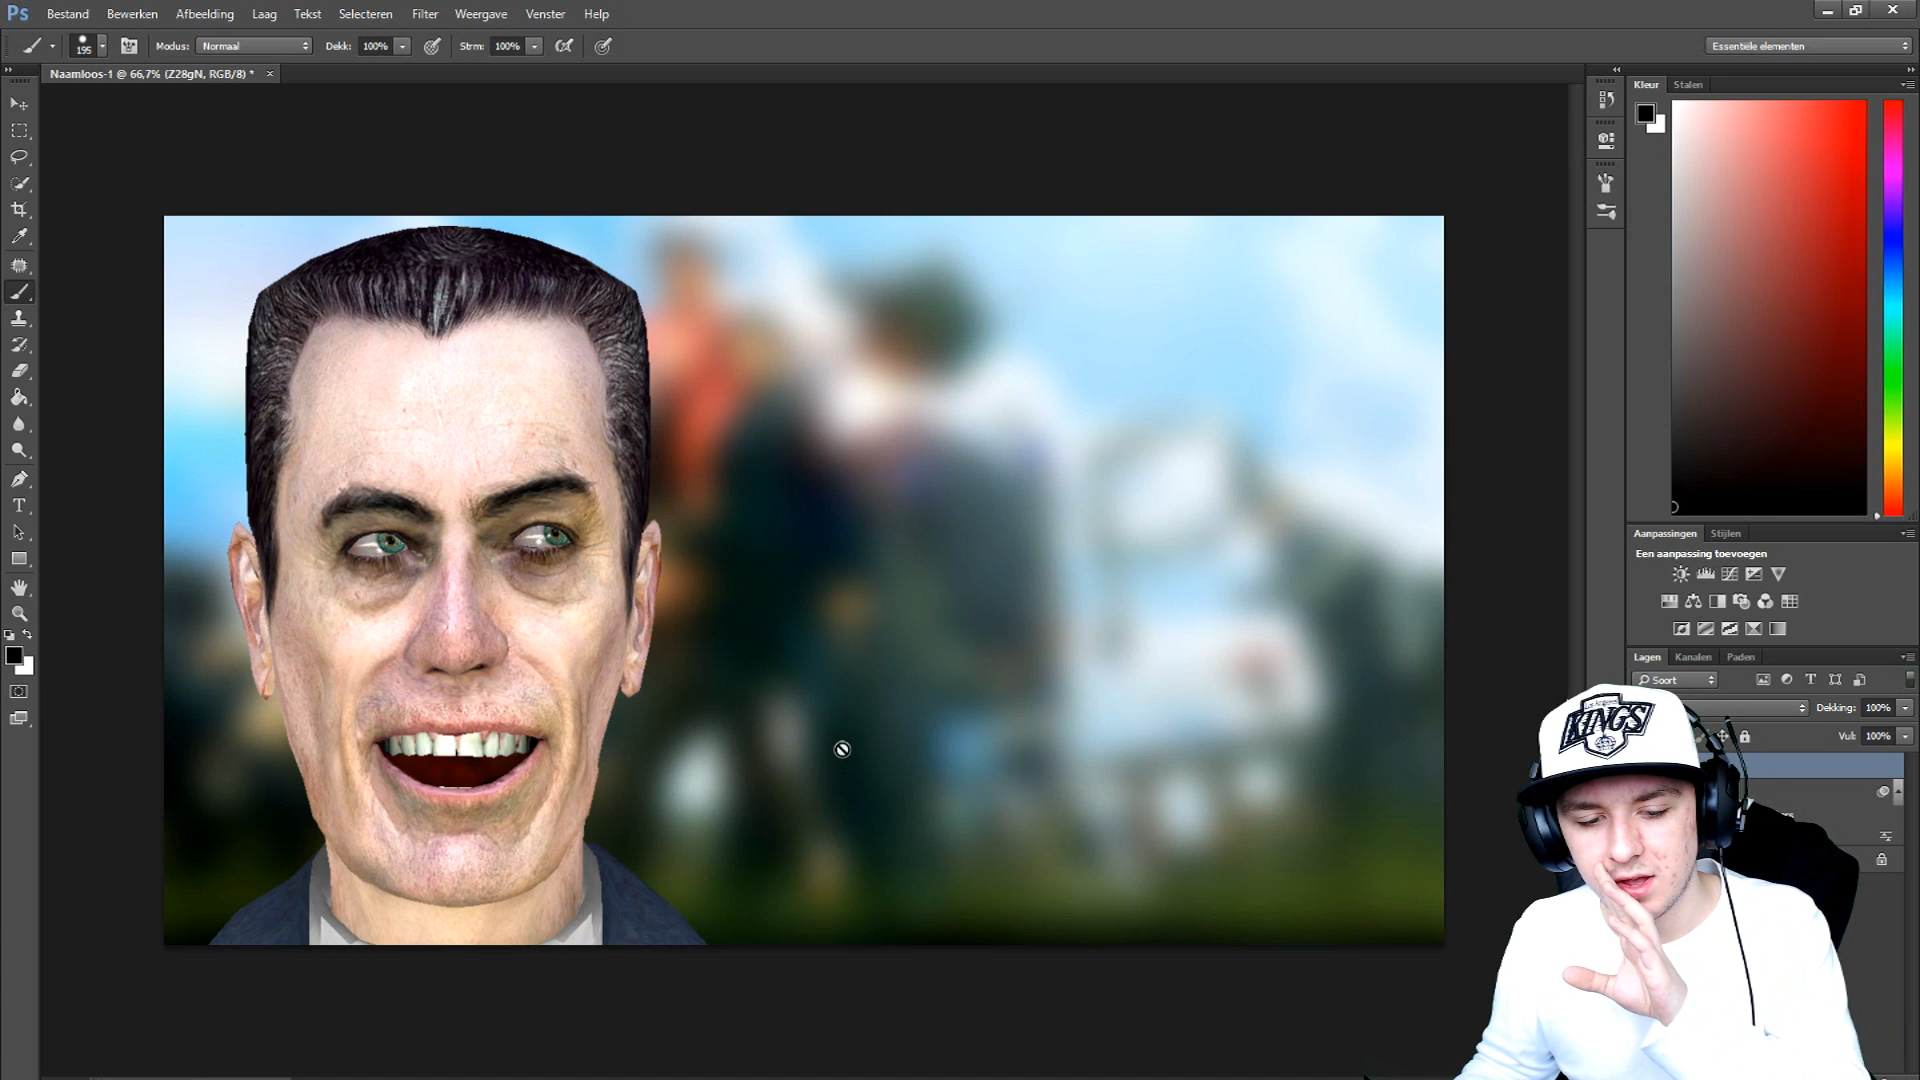 Ps Bestand Bewerken Afbeelding Laag Tekst Selecteren Filter Weergave Venster Help
195 Modus: Normaal Dekk: 100% Strm: 100% Essentiële elementen
Naamloos-1 @ 66,7% (Z28gN, RGB/8) * ×
Kleur Stalen
Aanpassingen Stijlen
Een aanpassing toevoegen
Lagen Kanalen Paden
Soort
Dekking: 100%
Vul: 100%
KINGS